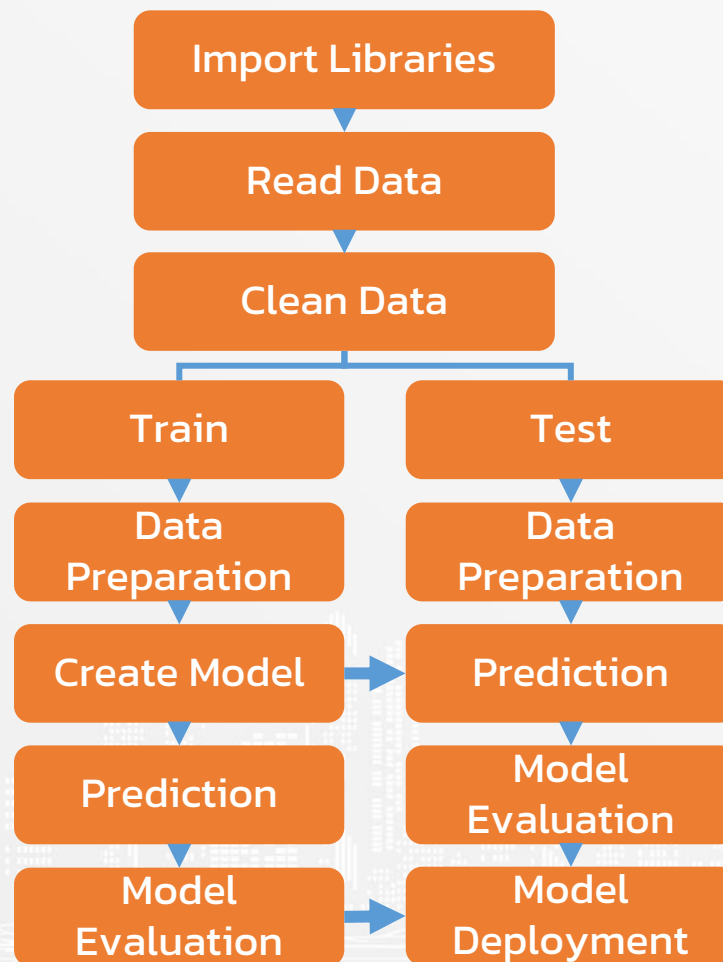 Import Libraries
Read Data
Clean Data
Train
Test
Data
Preparation
Data
Preparation
Create Model
Prediction
Prediction
Model
Evaluation
Model
Evaluation
Model
Deployment